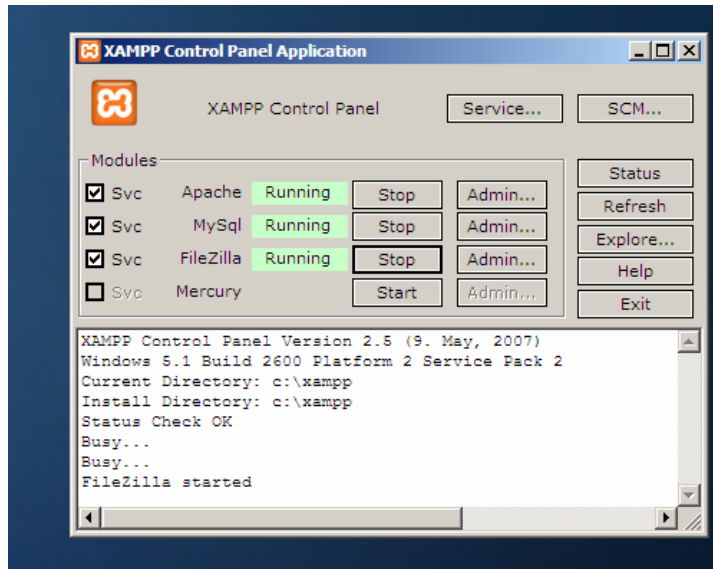 XAMPP Control Panel Application
XAMPP Control Panel
Service...
SCM...
Modules
Svc Apache Running Stop Admin...
Svc MySql Running Stop Admin...
Svc FileZilla Running Stop Admin...
Svc Mercury Start Admin...
Status
Refresh
Explore...
Help
Exit
XAMPP Control Panel Version 2.5 (9. May, 2007)
Windows 5.1 Build 2600 Platform 2 Service Pack 2
Current Directory: c:\xampp
Install Directory: c:\xampp
Status Check OK
Busy...
Busy...
FileZilla started